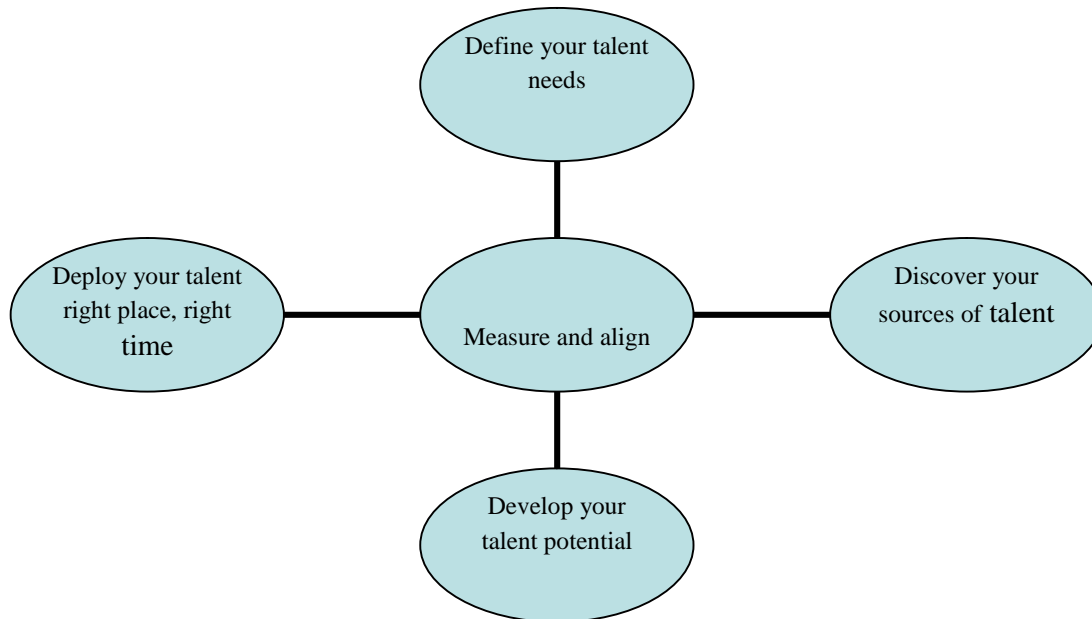 Define your talent
needs
Deploy your talent
right place, right
time
Measure and align
Discover your
sources of talent
Develop your
talent potential